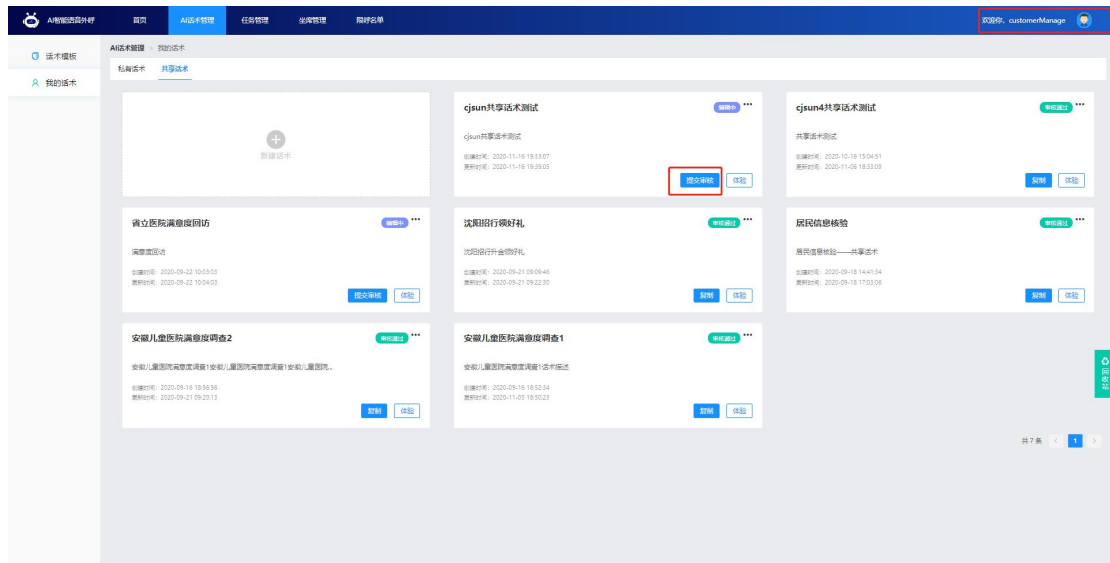 AI智能语音外呼 首页 AI话术管理 任务管理 坐席管理 限呼名单 欢迎你，customerManage
话术模板
我的话术
AI话术管理 > 我的话术
私有话术 共享话术
新建话术
cjsun共享话术测试 编辑中
cjsun共享话术测试
创建时间：2020-11-16 19:33:07
更新时间：2020-11-16 19:39:05
提交审核 体验
cjsun4共享话术测试 审核通过
共享话术测试
创建时间：2020-10-16 15:04:51
更新时间：2020-11-06 18:33:09
复制 体验
省立医院满意度回访 编辑中
满意度回访
创建时间：2020-09-22 10:03:03
更新时间：2020-09-22 10:04:03
提交审核 体验
沈阳招行领好礼 审核通过
沈阳招行升金领好礼
创建时间：2020-09-21 09:09:46
更新时间：2020-09-21 09:22:30
复制 体验
居民信息核验 审核通过
居民信息核验——共享话术
创建时间：2020-09-18 14:41:34
更新时间：2020-09-18 17:03:06
复制 体验
安徽儿童医院满意度调查2 审核通过
安徽儿童医院满意度调查1安徽儿童医院满意度调查1安徽儿童医院..
创建时间：2020-09-16 18:56:56
更新时间：2020-09-21 09:20:13
复制 体验
安徽儿童医院满意度调查1 审核通过
安徽儿童医院满意度调查1话术描述
创建时间：2020-09-16 18:52:34
更新时间：2020-11-03 18:50:23
复制 体验
回收站
共 7 条 < 1 >